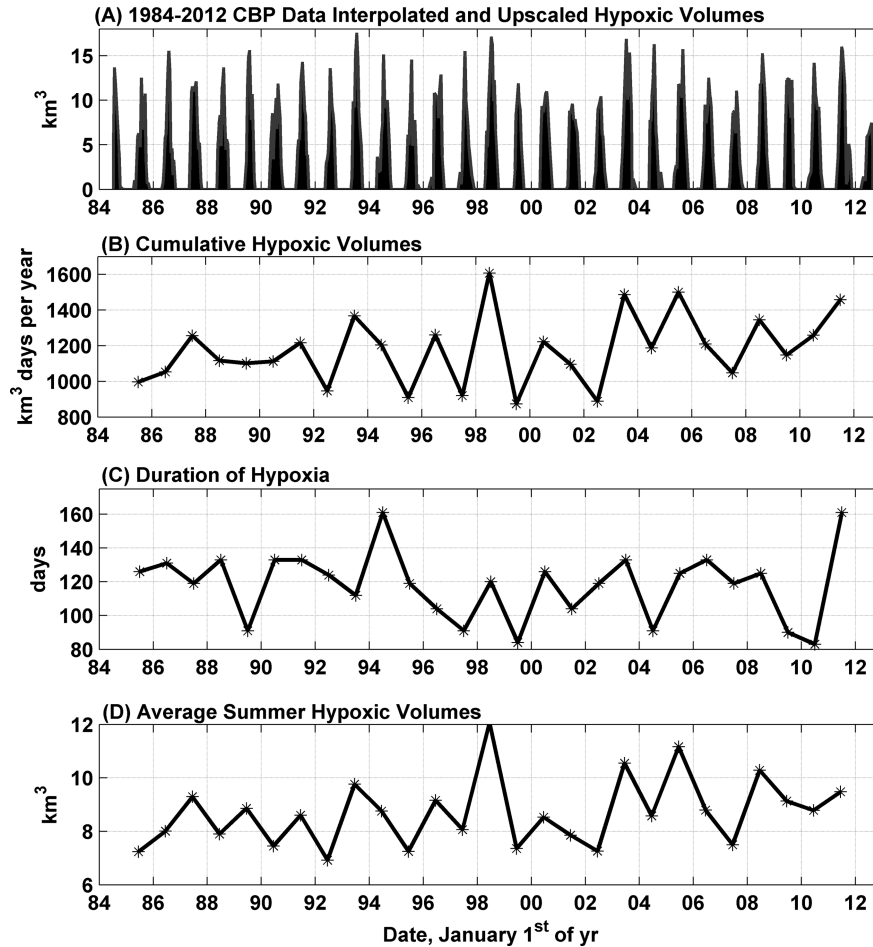 (A) 1984-2012 CBP Data Interpolated and Upscaled Hypoxic Volumes
km³
15
10
5
0
84 86 88 90 92 94 96 98 00 02 04 06 08 10 12
(B) Cumulative Hypoxic Volumes
km³ days per year
1600
1400
1200
1000
800
84 86 88 90 92 94 96 98 00 02 04 06 08 10 12
(C) Duration of Hypoxia
days
160
140
120
100
80
84 86 88 90 92 94 96 98 00 02 04 06 08 10 12
(D) Average Summer Hypoxic Volumes
km³
12
10
8
6
84 86 88 90 92 94 96 98 00 02 04 06 08 10 12
Date, January 1ˢᵗ of yr